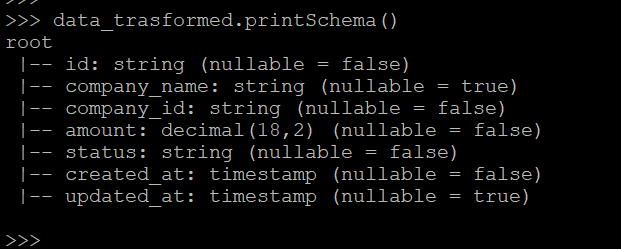 >>>
>>> data_trasformed.printSchema()
root
 |-- id: string (nullable = false)
 |-- company_name: string (nullable = true)
 |-- company_id: string (nullable = false)
 |-- amount: decimal(18,2) (nullable = false)
 |-- status: string (nullable = false)
 |-- created_at: timestamp (nullable = false)
 |-- updated_at: timestamp (nullable = true)
>>>